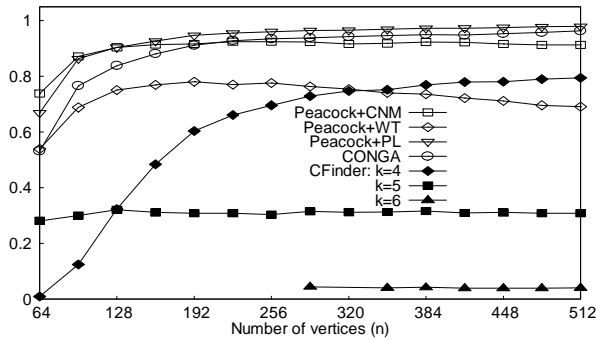 1
0.8
0.6
0.4
0.2
0
64
128
192
256
320
384
448
512
Number of vertices (n)
Peacock+CNM
Peacock+WT
Peacock+PL
CONGA
CFinder: k=4
k=5
k=6